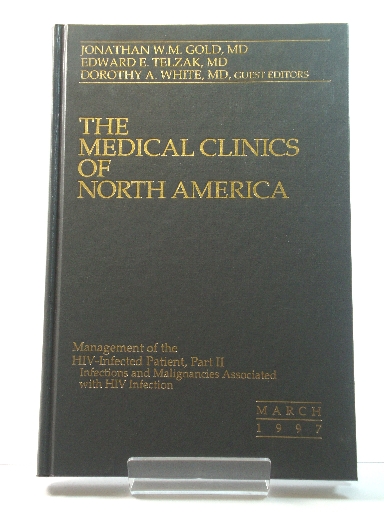 JONATHAN W.M. GOLD, MD
EDWARD E. TELZAK, MD
DOROTHY A. WHITE, MD, GUEST EDITORS
THE
MEDICAL CLINICS
OF
NORTH AMERICA
Management of the
HIV-Infected Patient, Part II
Infections and Malignancies Associated
with HIV Infection
MARCH
1997